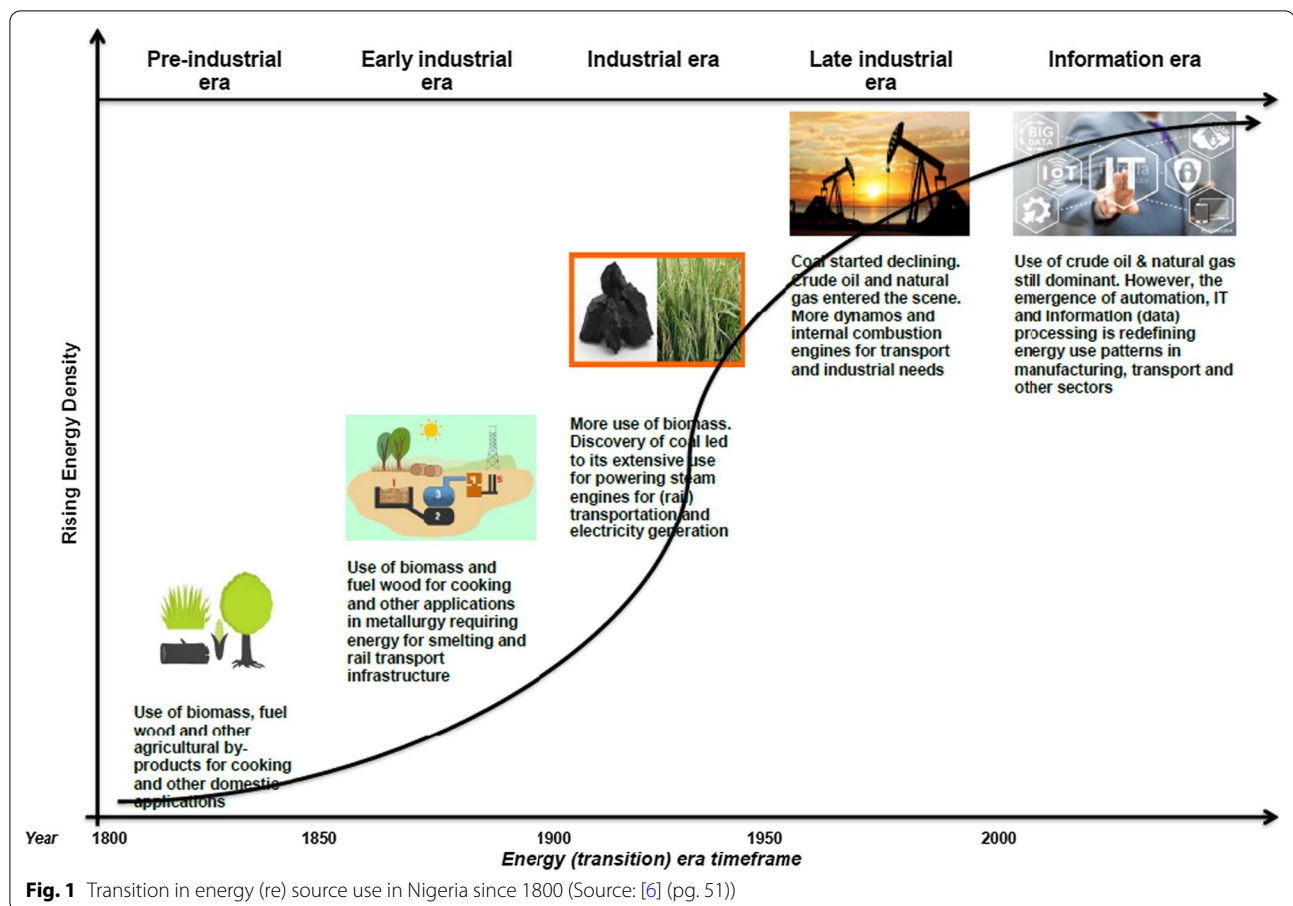 Pre-industrial
era
Early industrial
era
Industrial era
Late industrial
era
Information era
BIG
DATA
IoT
IT
Coal started declining.
Crude oil and natural
gas entered the scene.
More dynamos and
internal combustion
engines for transport
and industrial needs
Use of crude oil & natural gas
still dominant. However, the
emergence of automation, IT
and Information (data)
processing is redefining
energy use patterns in
manufacturing, transport and
other sectors
More use of biomass.
Discovery of coal led
to its extensive use
for powering steam
engines for (rail)
transportation and
electricity generation
1
2
3
5
Use of biomass and
fuel wood for cooking
and other applications
in metallurgy requiring
energy for smelting and
rail transport
infrastructure
Use of biomass, fuel
wood and other
agricultural by-
products for cooking
and other domestic
applications
Rising Energy Density
Year 1800 1850 1900 1950 2000
Energy (transition) era timeframe
Fig. 1 Transition in energy (re) source use in Nigeria since 1800 (Source: [6] (pg. 51))